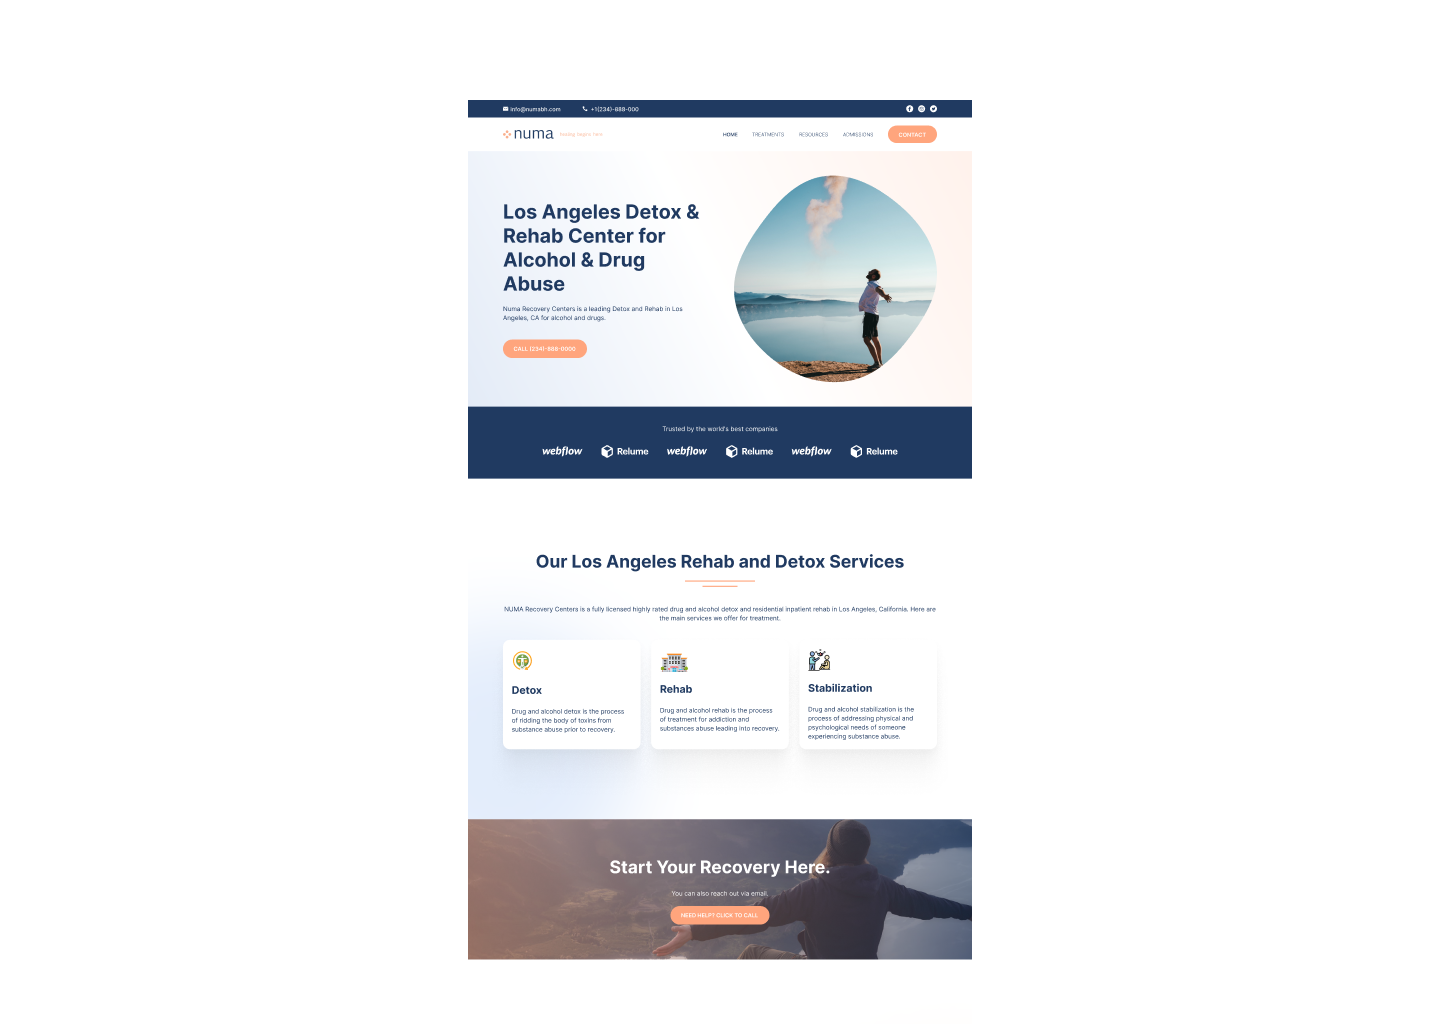 info@numabh.com +1(234)-888-000
numa healing begins here HOME TREATMENTS RESOURCES ADMISSIONS CONTACT
Los Angeles Detox &
Rehab Center for
Alcohol & Drug
Abuse
Numa Recovery Centers is a leading Detox and Rehab in Los
Angeles, CA for alcohol and drugs.
CALL (234)-888-0000
Trusted by the world's best companies
webflow Relume webflow Relume webflow Relume
Our Los Angeles Rehab and Detox Services
NUMA Recovery Centers is a fully licensed highly rated drug and alcohol detox and residential inpatient rehab in Los Angeles, California. Here are
the main services we offer for treatment.
Detox
Drug and alcohol detox is the process
of ridding the body of toxins from
substance abuse prior to recovery.
Rehab
Drug and alcohol rehab is the process
of treatment for addiction and
substances abuse leading into recovery.
Stabilization
Drug and alcohol stabilization is the
process of addressing physical and
psychological needs of someone
experiencing substance abuse.
Start Your Recovery Here.
You can also reach out via email.
NEED HELP? CLICK TO CALL